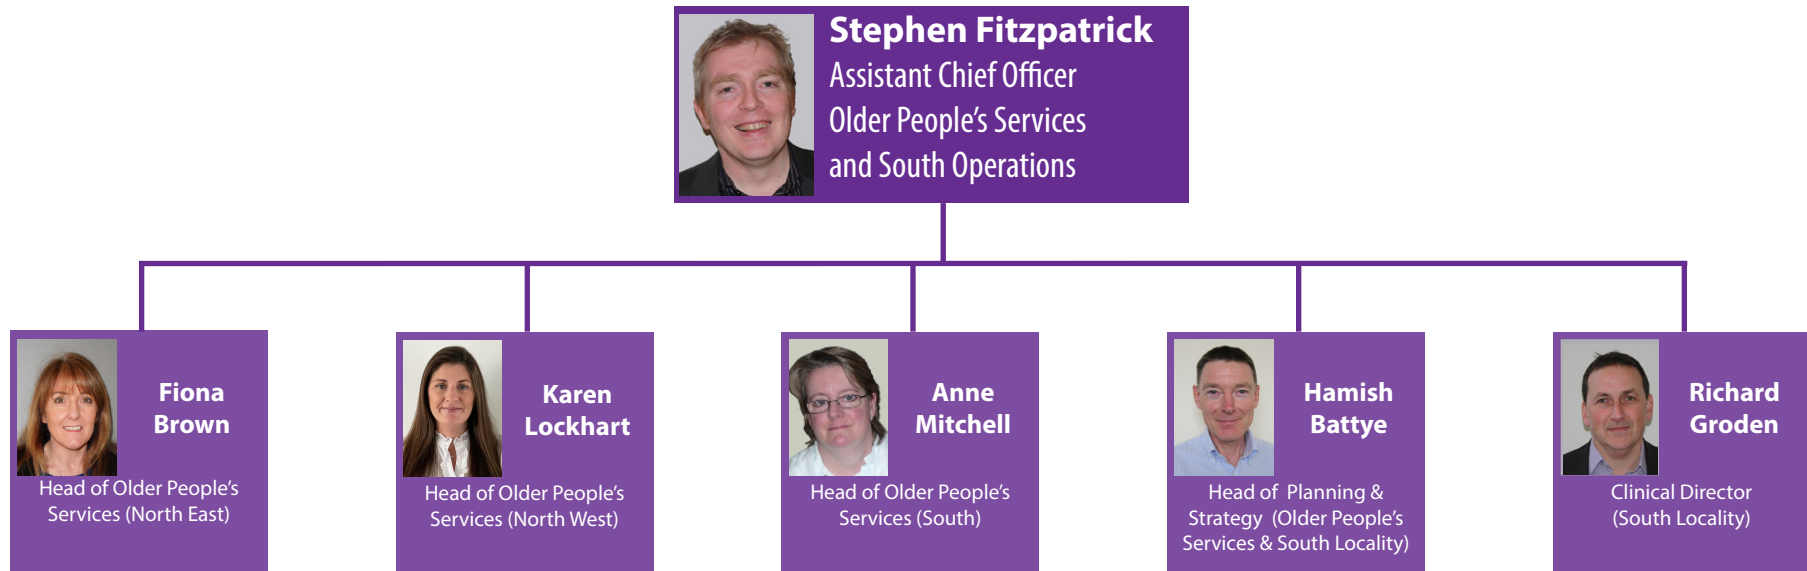 Stephen Fitzpatrick
Assistant Chief Officer
Older People’s Services
and South Operations
Fiona
Brown
Head of Older People’s
Services (North East)
Karen
Lockhart
Head of Older People’s
Services (North West)
Anne
Mitchell
Head of Older People’s
Services (South)
Hamish
Battye
Head of Planning &
Strategy (Older People’s
Services & South Locality)
Richard
Groden
Clinical Director
(South Locality)